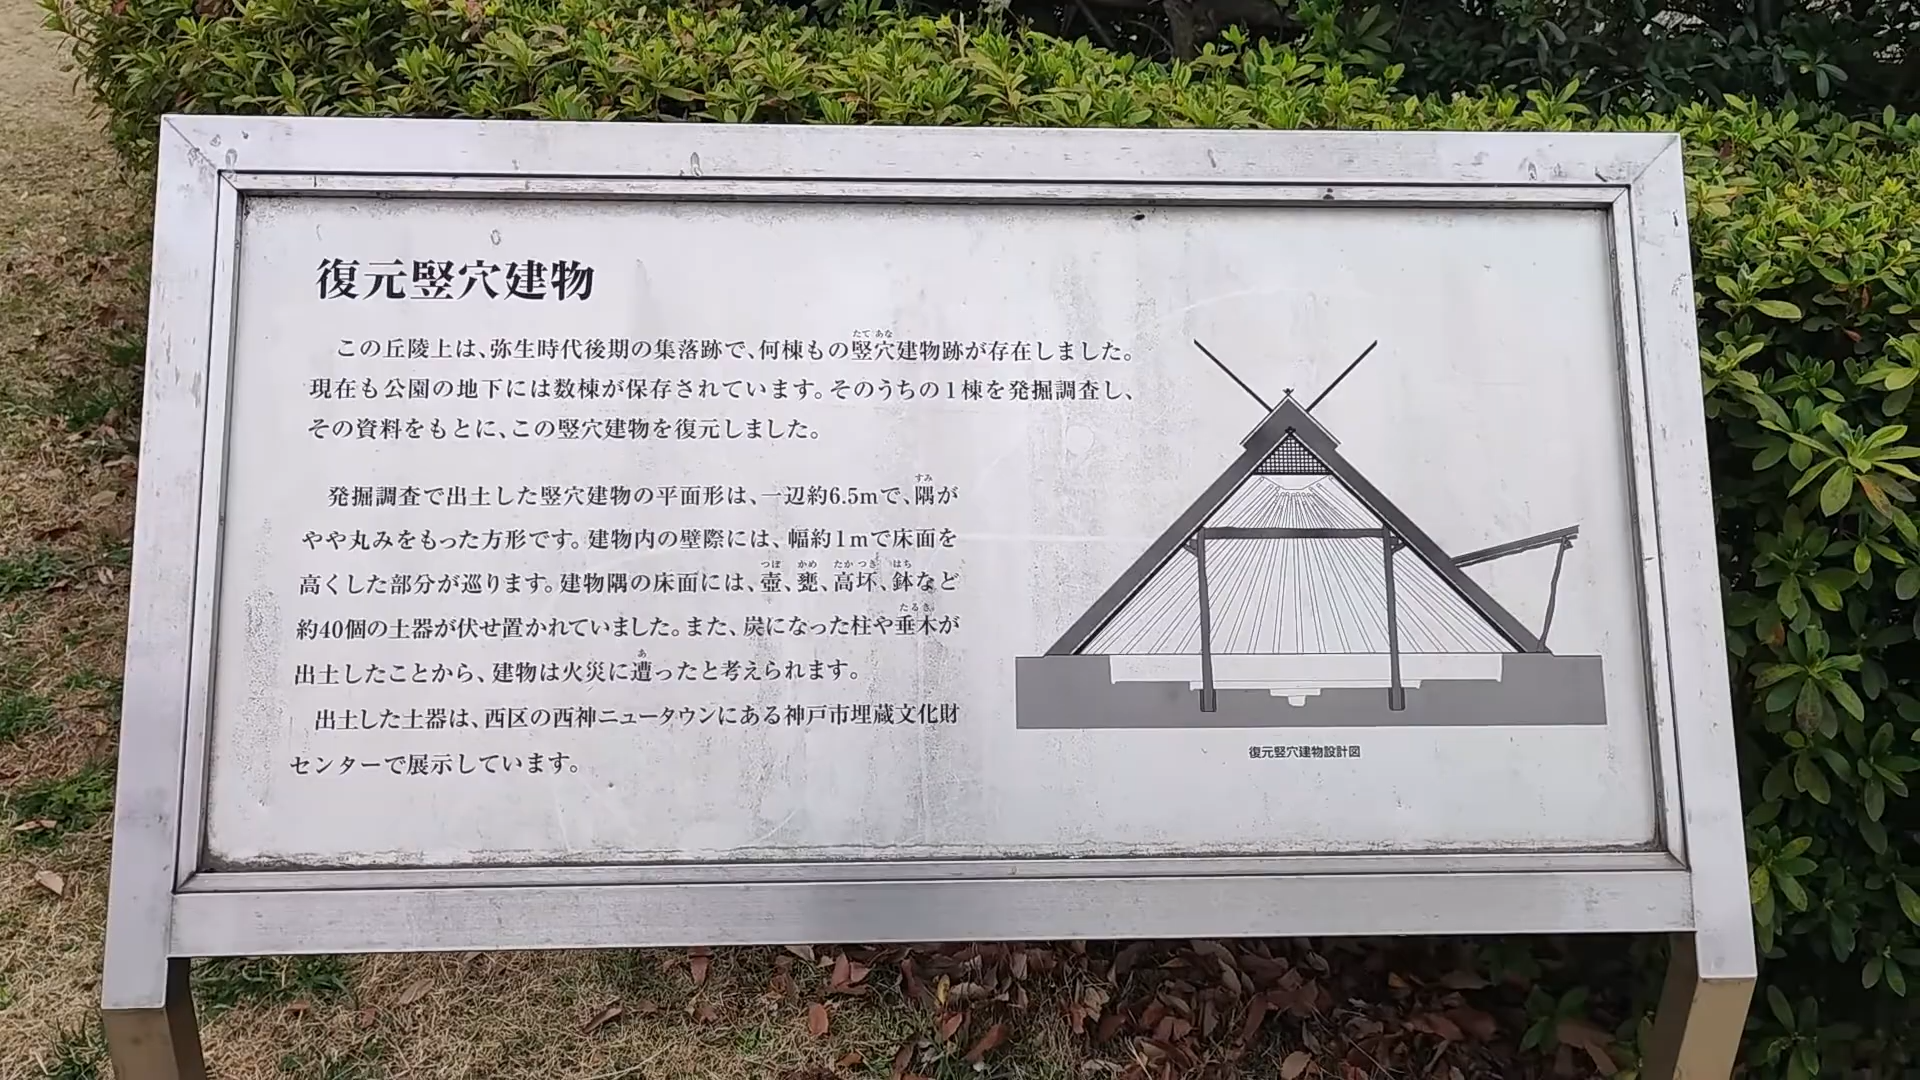 復元竪穴建物
この丘陵上は、弥生時代後期の集落跡で、何棟もの竪穴建物跡が存在しました。
現在も公園の地下には数棟が保存されています。そのうちの1棟を発掘調査し、
その資料をもとに、この竪穴建物を復元しました。
発掘調査で出土した竪穴建物の平面形は、一辺約6.5mで、隅が
やや丸みをもった方形です。建物内の壁際には、幅約1mで床面を
高くした部分が巡ります。建物隅の床面には、壺、甕、高坏、鉢など
約40個の土器が伏せ置かれていました。また、炭になった柱や垂木が
出土したことから、建物は火災に遭ったと考えられます。
出土した土器は、西区の西神ニュータウンにある神戸市埋蔵文化財
センターで展示しています。
復元竪穴建物設計図